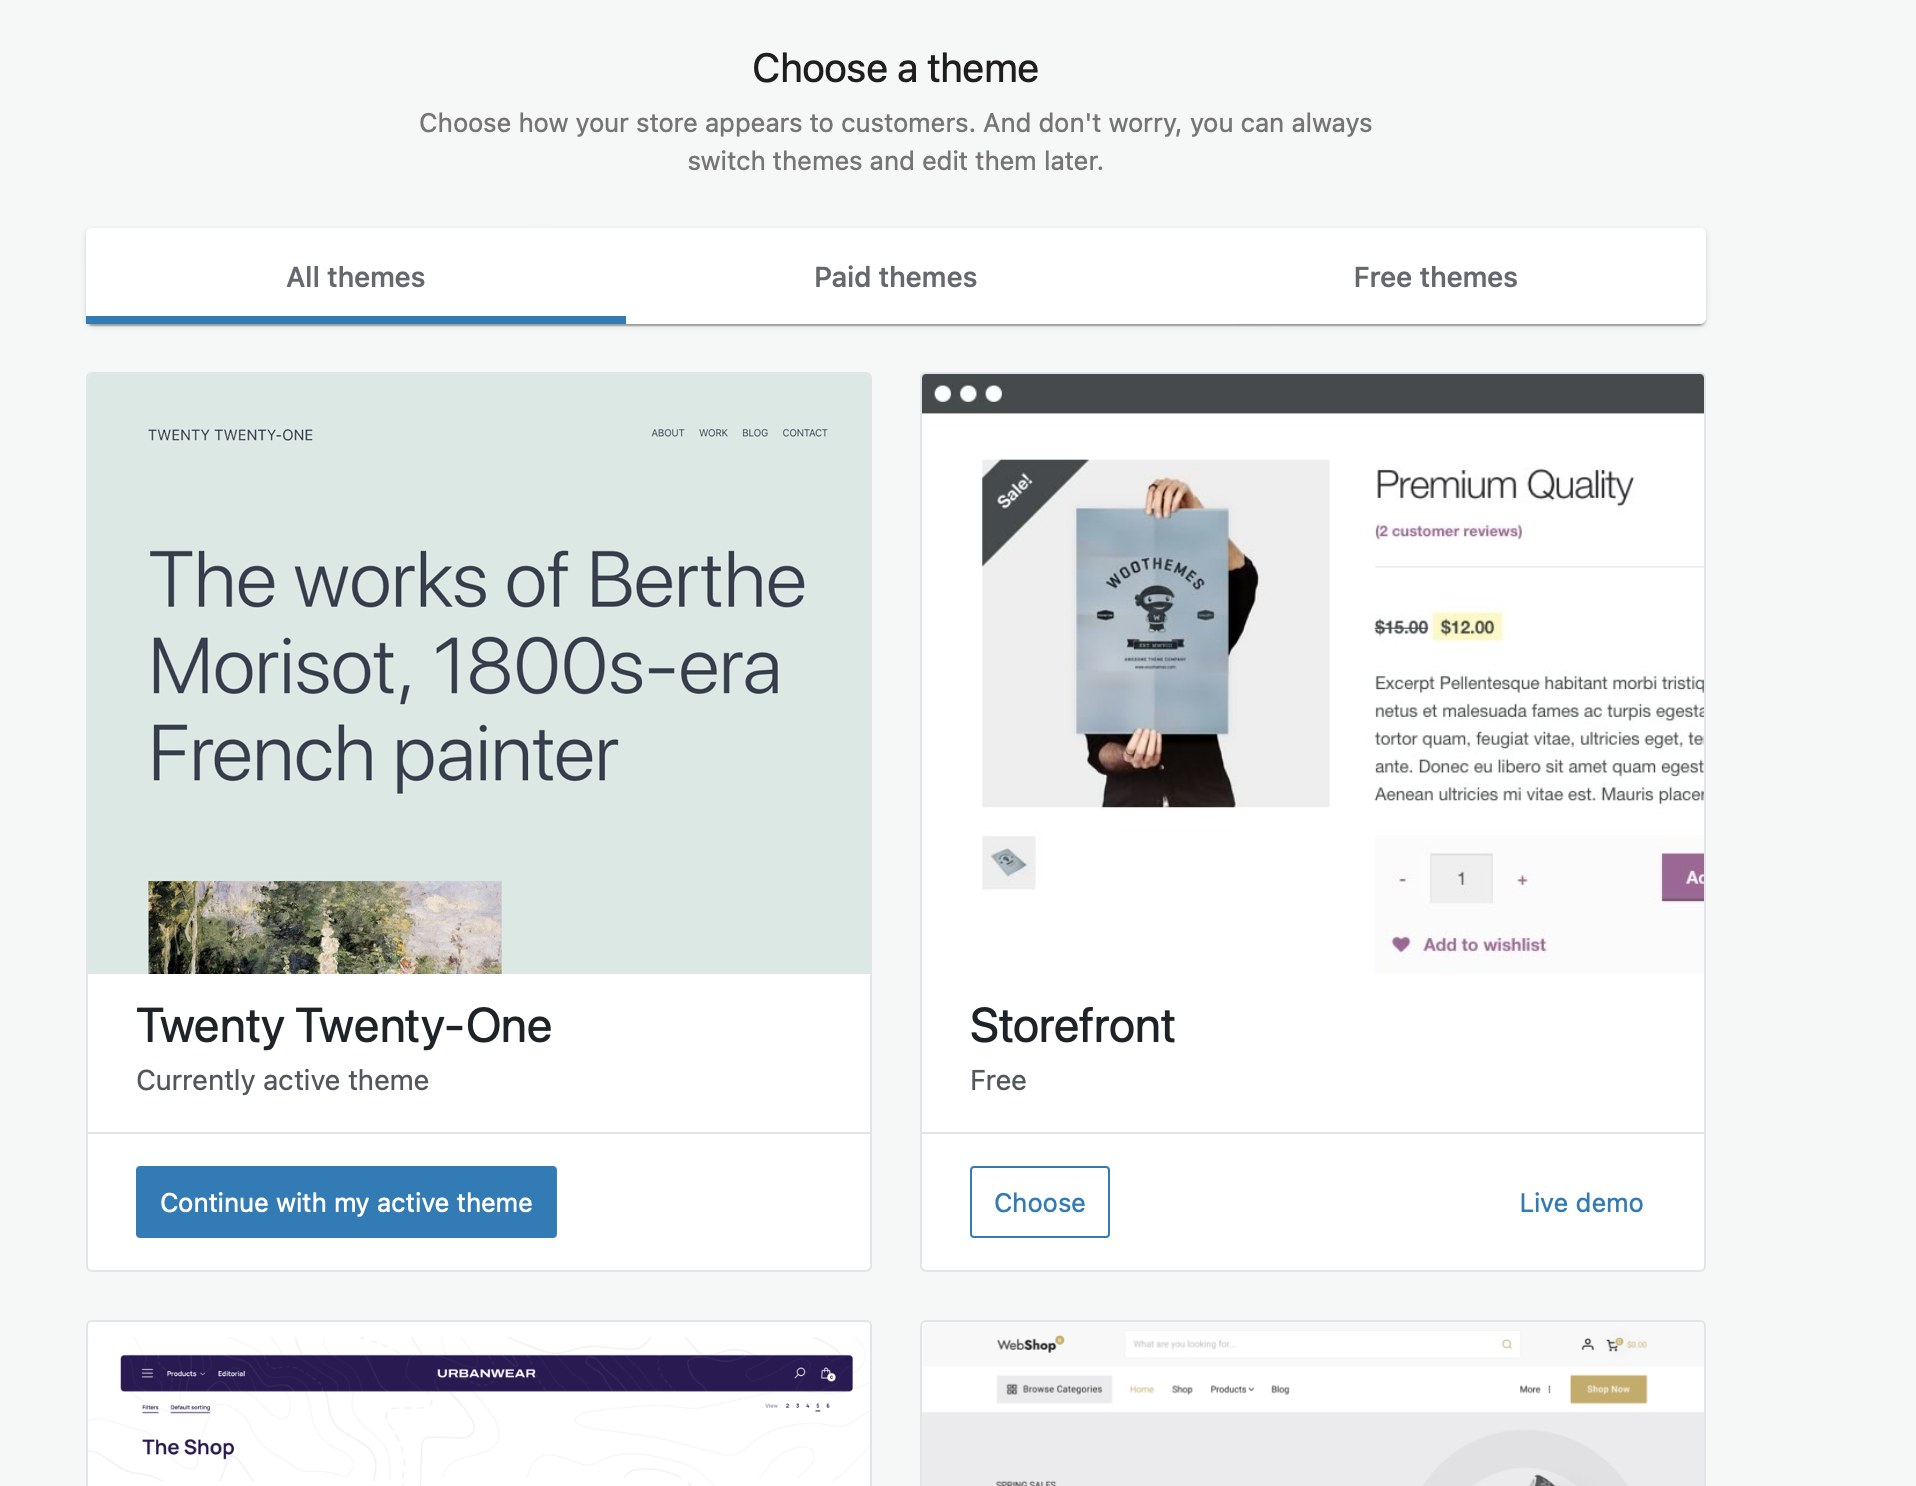 Choose a theme
Choose how your store appears to customers. And don't worry, you can always
switch themes and edit them later.
All themes
Paid themes
Free themes
TWENTY TWENTY-ONE
ABOUT WORK BLOG CONTACT
The works of Berthe
Morisot, 1800s-era
French painter
Twenty Twenty-One
Currently active theme
Continue with my active theme
Sale!
WOOTHEMES
AWESOME THEME COMPANY
Premium Quality
(2 customer reviews)
$15.00 $12.00
Excerpt Pellentesque habitant morbi tristiq
netus et malesuada fames ac turpis egesta
tortor quam, feugiat vitae, ultricies eget, te
ante. Donec eu libero sit amet quam egest
Aenean ultricies mi vitae est. Mauris placer
- 1 + Ad
Add to wishlist
Storefront
Free
Choose
Live demo
Products Editorial
URBANWEAR
0
Filters Default sorting
View 2 3 4 5 6
The Shop
WebShop
What are you looking for...
0 $0.00
Browse Categories Home Shop Products Blog
More
Shop Now
SPRING SALES